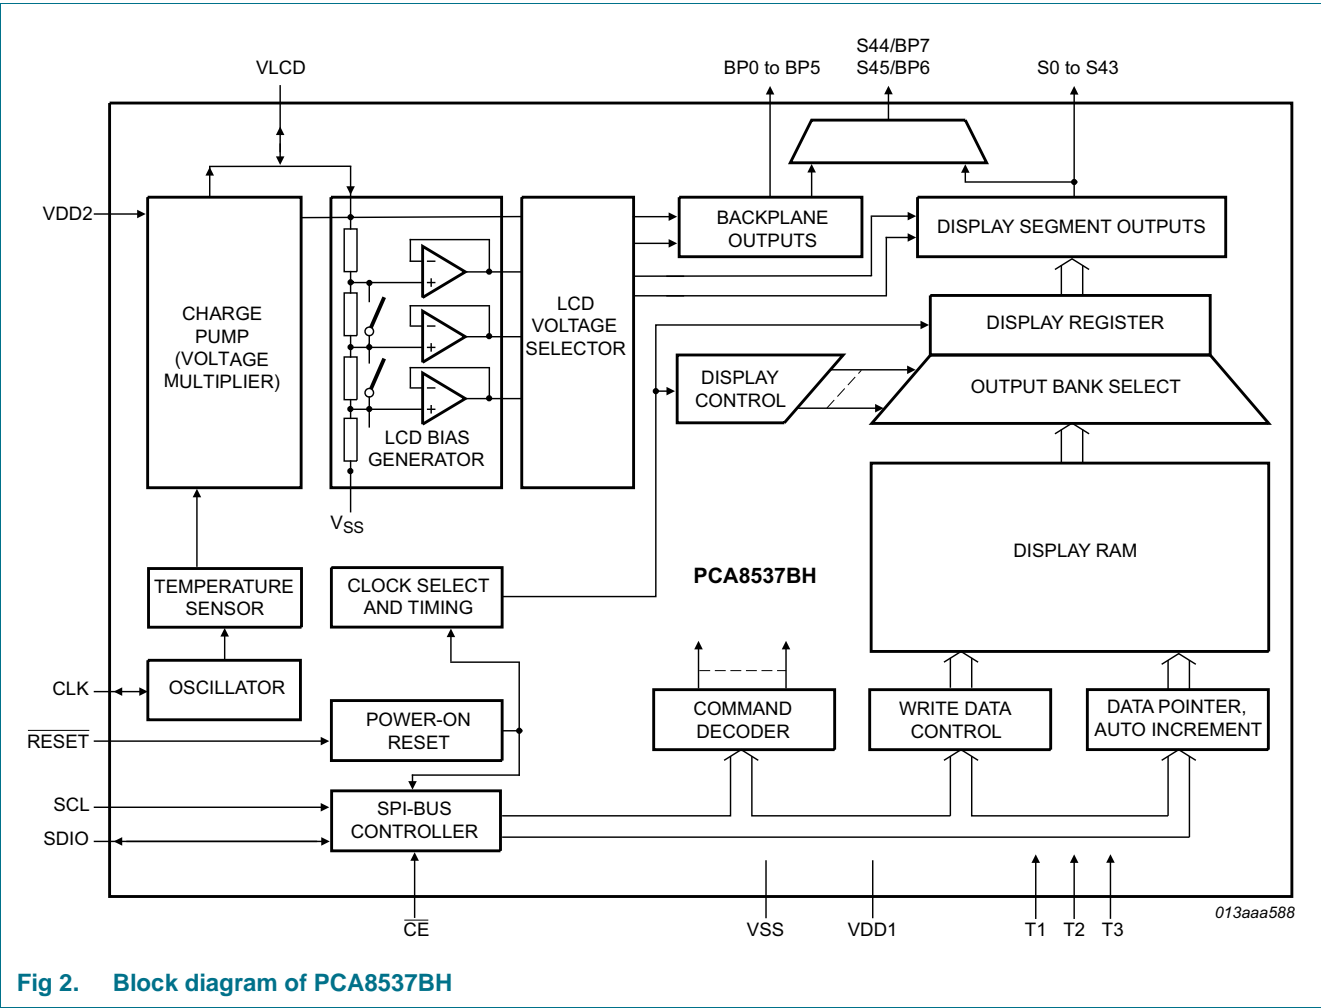 S44/BP7
VLCD
BP0 to BP5
S45/BP6
S0 to S43
VDD2
BACKPLANE
OUTPUTS
DISPLAY SEGMENT OUTPUTS
−
+
−
+
−
+
CHARGE
PUMP
(VOLTAGE
MULTIPLIER)
LCD
VOLTAGE
SELECTOR
DISPLAY REGISTER
DISPLAY
CONTROL
OUTPUT BANK SELECT
LCD BIAS
GENERATOR
VSS
DISPLAY RAM
PCA8537BH
TEMPERATURE
SENSOR
CLOCK SELECT
AND TIMING
CLK
OSCILLATOR
RESET
POWER-ON
RESET
COMMAND
DECODER
WRITE DATA
CONTROL
DATA POINTER,
AUTO INCREMENT
SCL
SDIO
SPI-BUS
CONTROLLER
CE
VSS
VDD1
T1
T2
T3
013aaa588
Fig 2. Block diagram of PCA8537BH